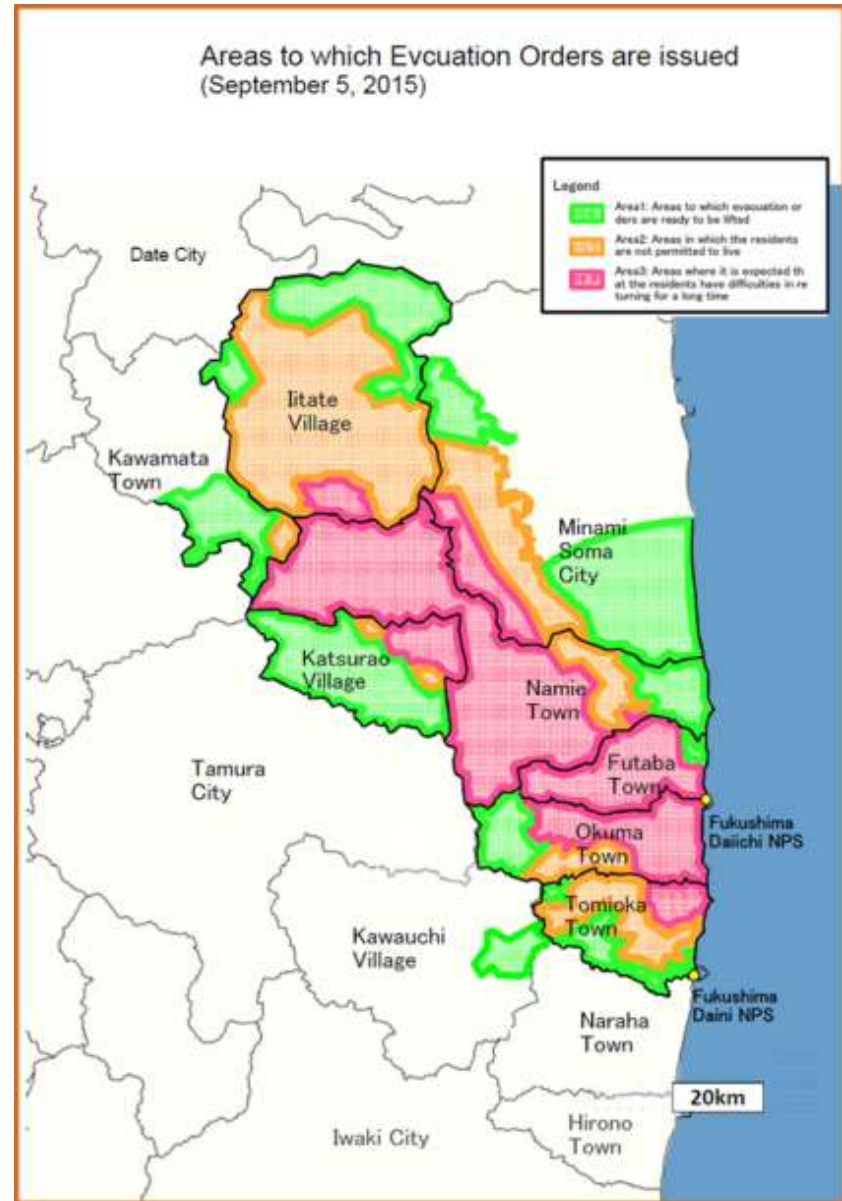 Areas to which Evcuation Orders are issued
(September 5, 2015)
Legend
Area1: Areas to which evacuation or
ders are ready to be lifted
Area2: Areas in which the residents
are not permitted to live
Area3: Areas where it is expected th
at the residents have difficulties in re
turning for a long time
Date City
Iitate
Village
Kawamata
Town
Minami
Soma
City
Katsurao
Village
Namie
Town
Tamura
City
Futaba
Town
Okuma
Town
Fukushima
Daiichi NPS
Tomioka
Town
Kawauchi
Village
Fukushima
Daini NPS
Naraha
Town
20km
Hirono
Town
Iwaki City